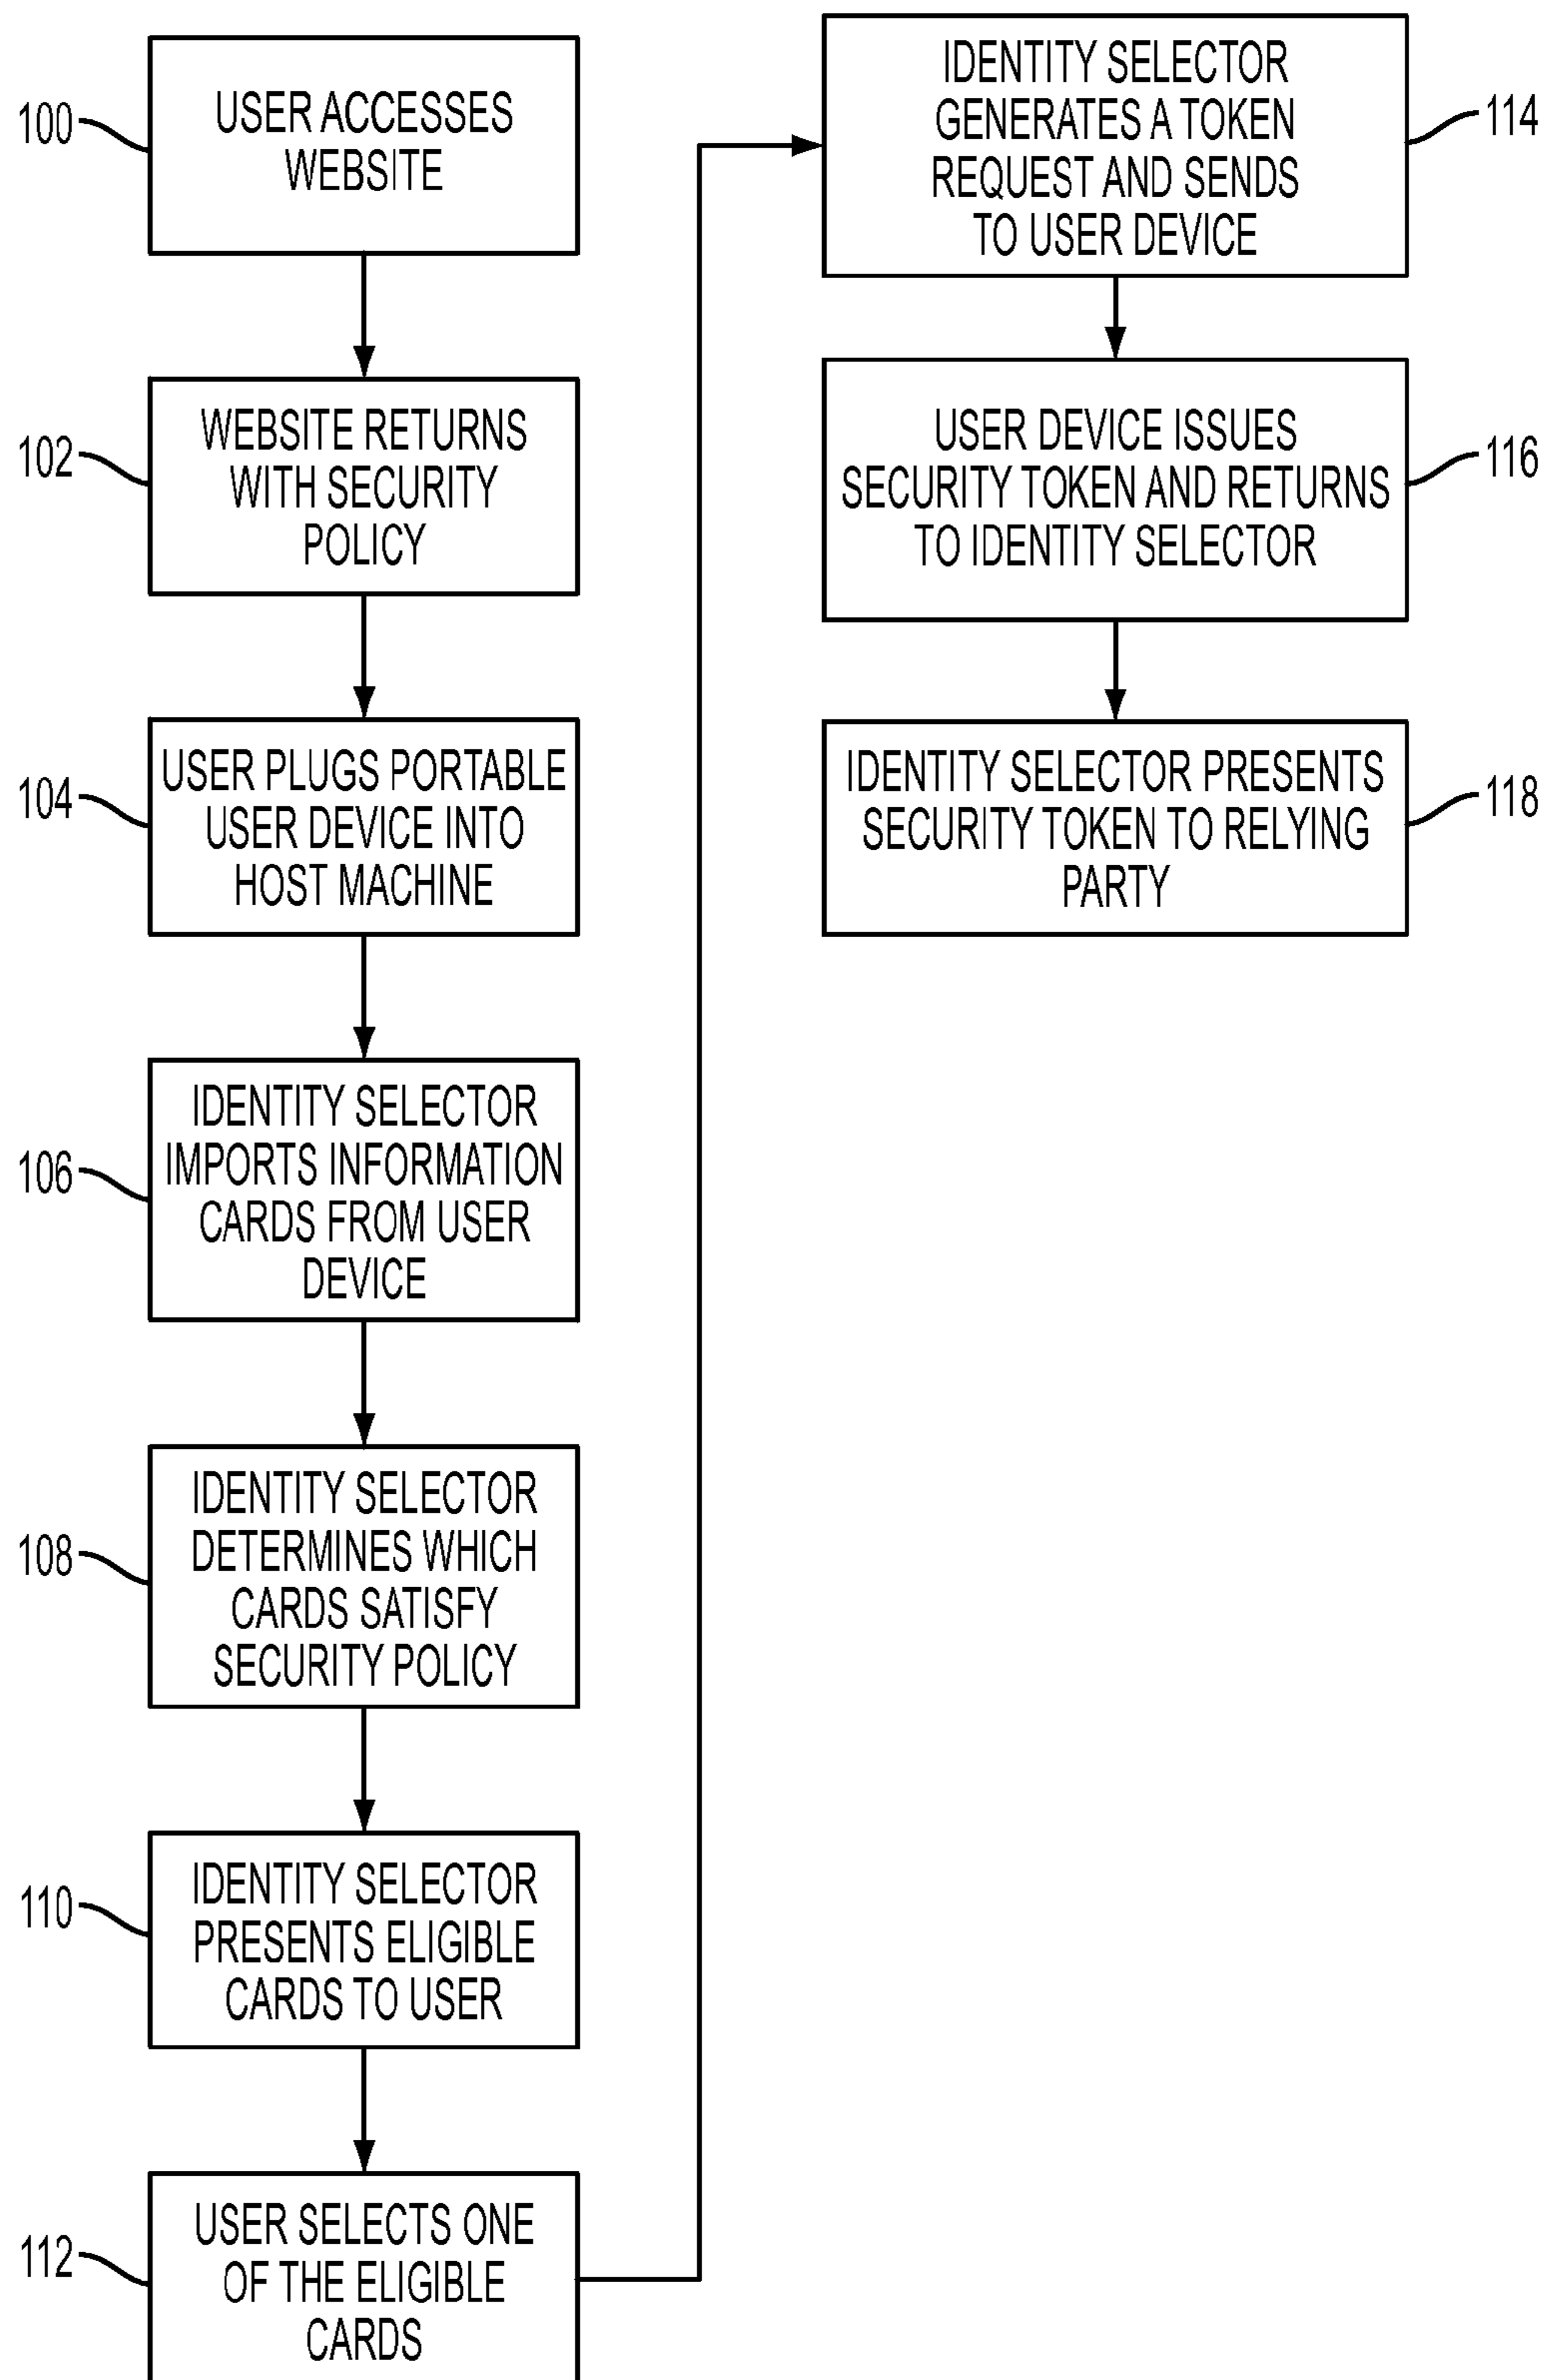 100
USER ACCESSES
WEBSITE
102
WEBSITE RETURNS
WITH SECURITY
POLICY
104
USER PLUGS PORTABLE
USER DEVICE INTO
HOST MACHINE
106
IDENTITY SELECTOR
IMPORTS INFORMATION
CARDS FROM USER
DEVICE
108
IDENTITY SELECTOR
DETERMINES WHICH
CARDS SATISFY
SECURITY POLICY
110
IDENTITY SELECTOR
PRESENTS ELIGIBLE
CARDS TO USER
112
USER SELECTS ONE
OF THE ELIGIBLE
CARDS
IDENTITY SELECTOR
GENERATES A TOKEN
REQUEST AND SENDS
TO USER DEVICE
114
USER DEVICE ISSUES
SECURITY TOKEN AND RETURNS
TO IDENTITY SELECTOR
116
IDENTITY SELECTOR PRESENTS
SECURITY TOKEN TO RELYING
PARTY
118